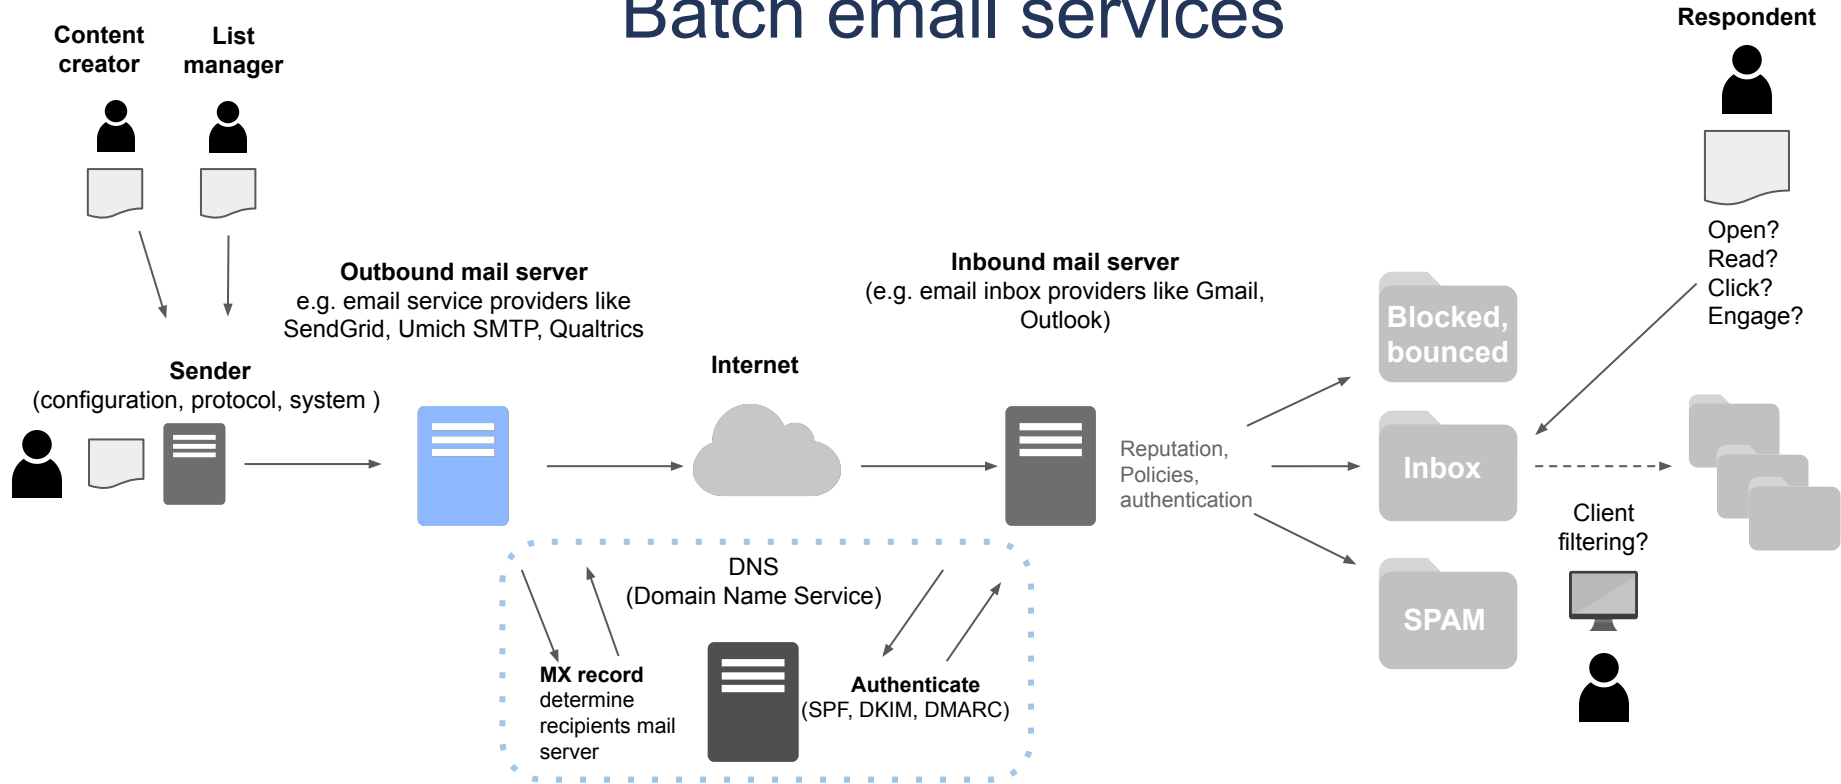 Batch email services
Content
creator
List
manager
Respondent
Open?
Read?
Click?
Engage?
Outbound mail server
e.g. email service providers like
SendGrid, Umich SMTP, Qualtrics
Inbound mail server
(e.g. email inbox providers like Gmail,
Outlook)
Sender
(configuration, protocol, system )
Internet
Reputation,
Policies,
authentication
Blocked,
bounced
Inbox
SPAM
Client
filtering?
DNS
(Domain Name Service)
MX record
determine
recipients mail
server
Authenticate
(SPF, DKIM, DMARC)